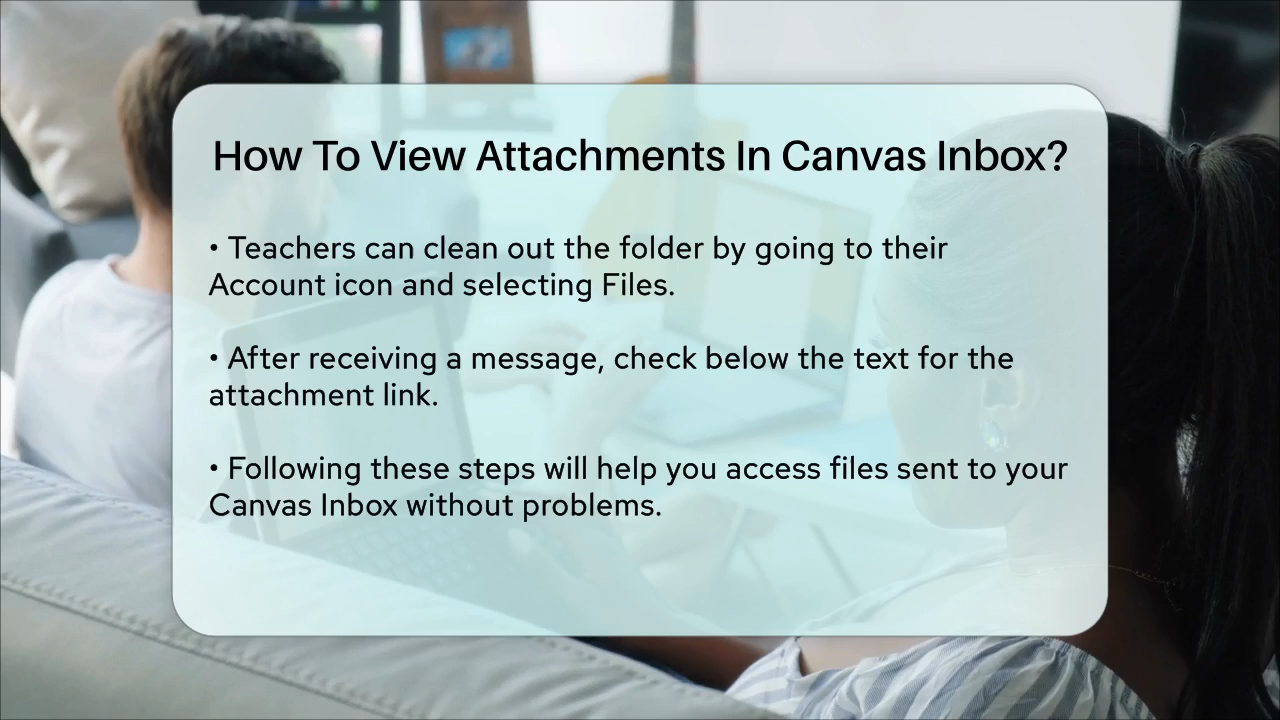 How To View Attachments In Canvas Inbox?
• Teachers can clean out the folder by going to their
Account icon and selecting Files.
• After receiving a message, check below the text for the
attachment link.
• Following these steps will help you access files sent to your
Canvas Inbox without problems.